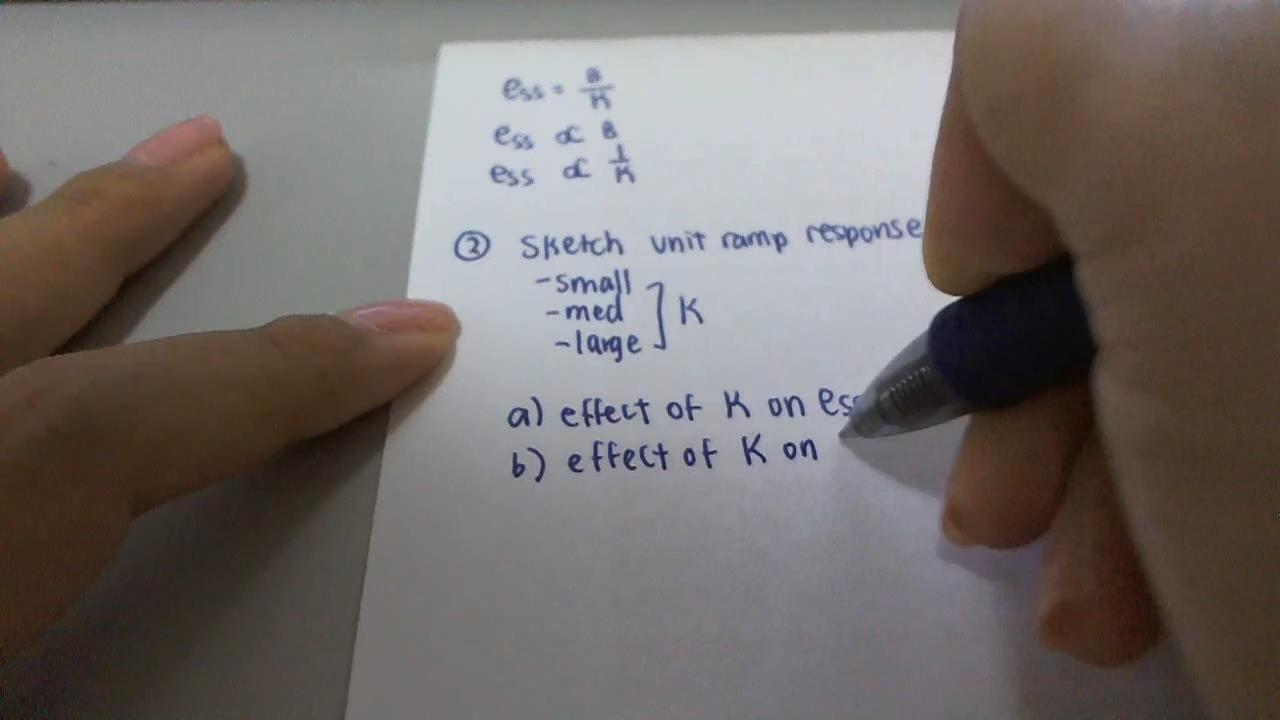 ess = B/K
ess ∝ B
ess ∝ 1/K
② Sketch unit ramp response
-small
-med ] K
-large
a) effect of K on ess
b) effect of K on